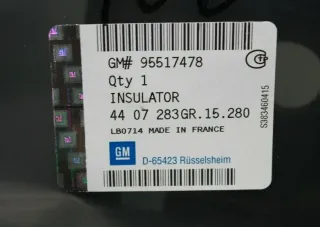 GM# 95517478
Qty 1
INSULATOR
44 07 283GR.15.280
LB0714 MADE IN FRANCE
GM
D-65423 Rüsselsheim
S383460415